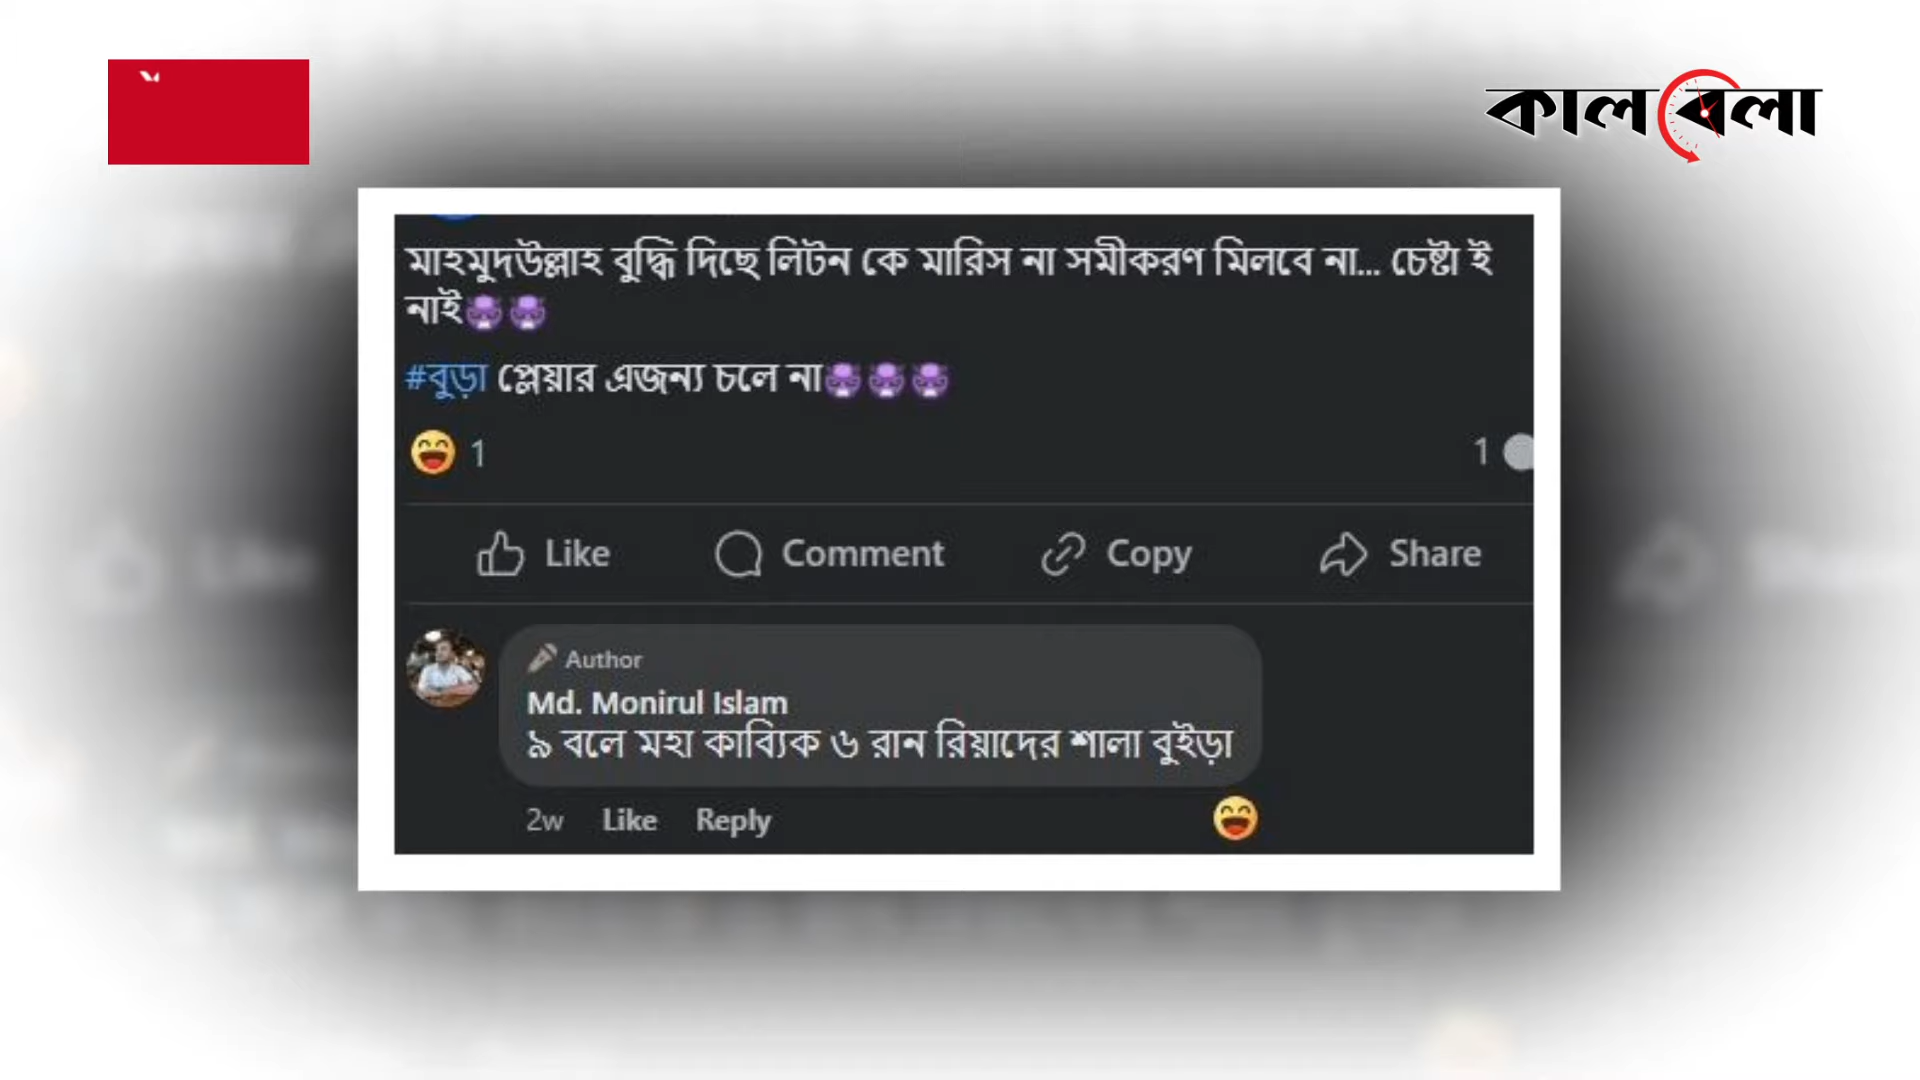 কালবেলা
মাহমুদউল্লাহ বুদ্ধি দিছে লিটন কে মারিস না সমীকরণ মিলবে না... চেষ্টা ই
নাই
#বুড়া প্লেয়ার এজন্য চলে না
1
1
Like Comment Copy Share
Author
Md. Monirul Islam
৯ বলে মহা কাব্যিক ৬ রান রিয়াদের শালা বুইড়া
2w Like Reply